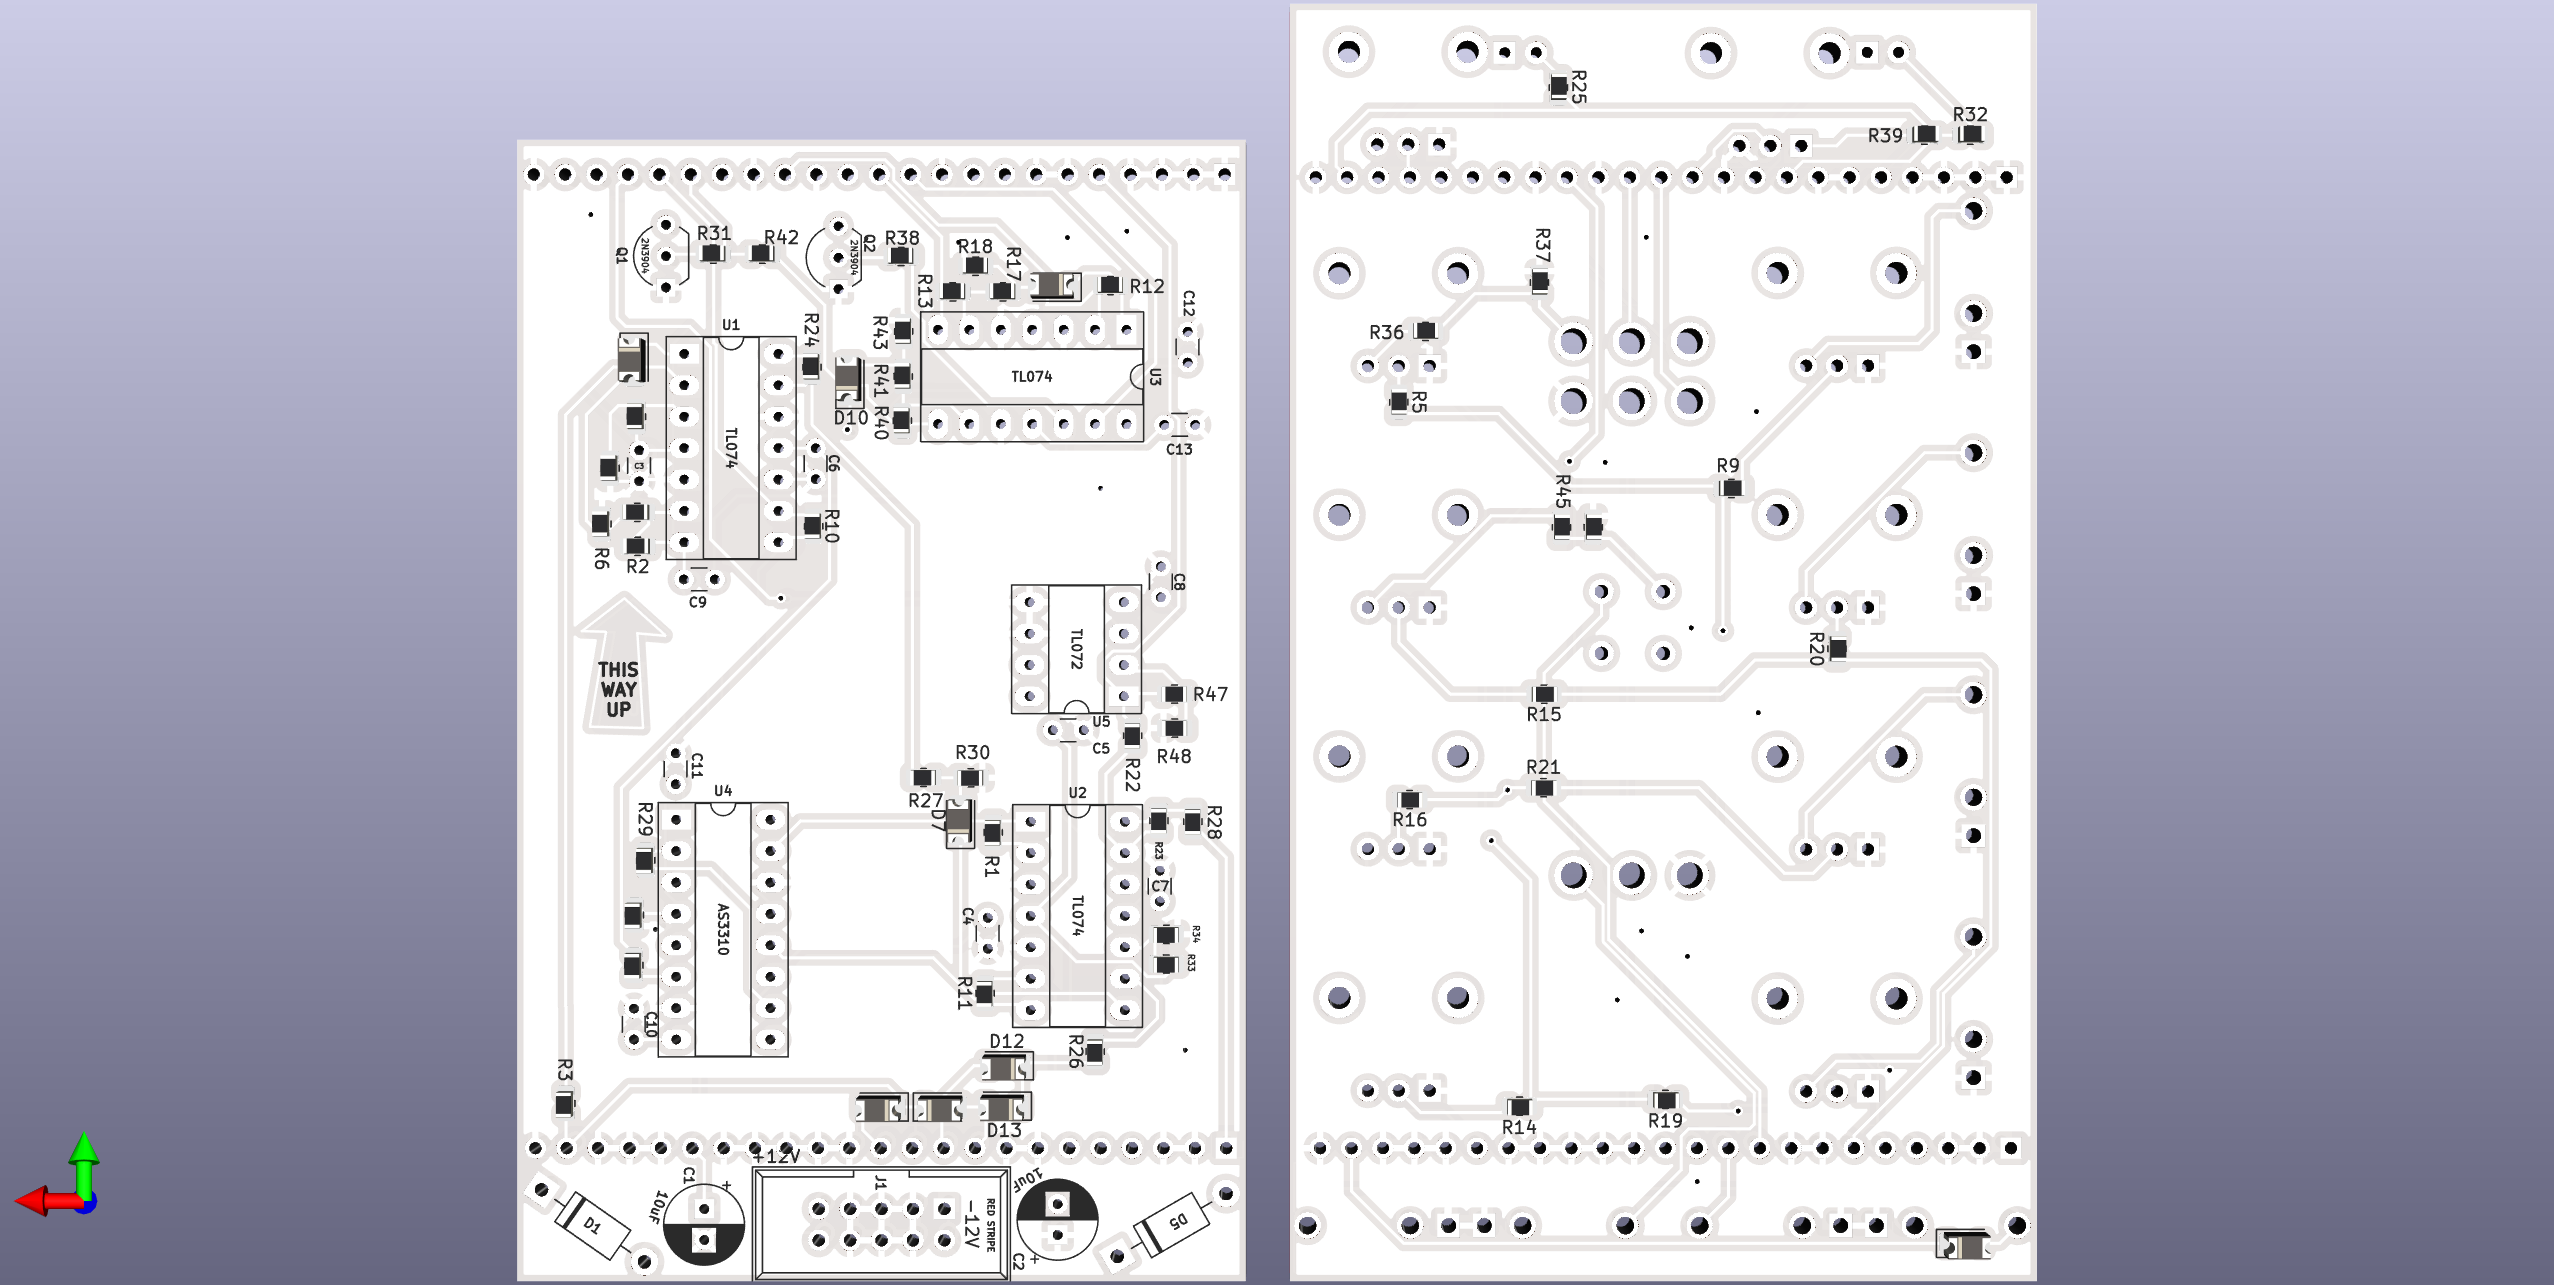 R25
R32
R39
R31
R42
Q1
2N3904
Q2
2N3904
R38
R18
R17
R13
R12
C12
R37
R36
R5
U1
R24
R43
R41
R40
D10
TL074
U3
C13
TL074
C3
C6
R10
R6
R2
C9
R9
R45
C8
TL072
THIS
WAY
UP
R47
U5
C5
R48
R22
R20
R15
R21
R16
C11
U4
R30
R27
D7
U2
R29
R1
R28
R23
C7
AS3310
C4
TL074
R34
R33
R11
C10
D12
R26
R3
D13
R14
R19
+12V
C1
+
10uF
J1
-12V
RED STRIPE
10uF
C2
+
D1
D5